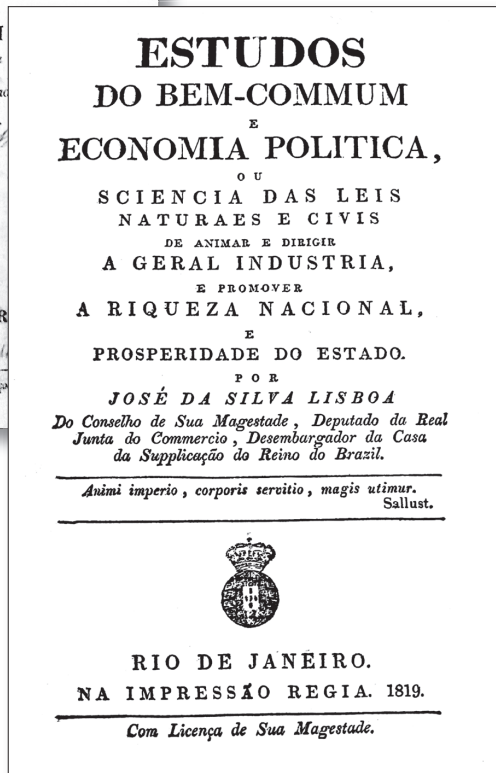 ESTUDOS
DO BEM-COMMUM
E
ECONOMIA POLITICA,
OU
SCIENCIA DAS LEIS
NATURAES E CIVIS
DE ANIMAR E DIRIGIR
A GERAL INDUSTRIA,
E PROMOVER
A RIQUEZA NACIONAL,
E
PROSPERIDADE DO ESTADO.
POR
JOSÉ DA SILVA LISBOA
Do Conselho de Sua Magestade, Deputado da Real
Junta do Commercio, Desembargador da Casa
da Supplicação do Reino do Brazil.
Animi imperio, corporis servitio, magis utimur.
Sallust.
RIO DE JANEIRO.
NA IMPRESSÃO REGIA. 1819.
Com Licença de Sua Magestade.